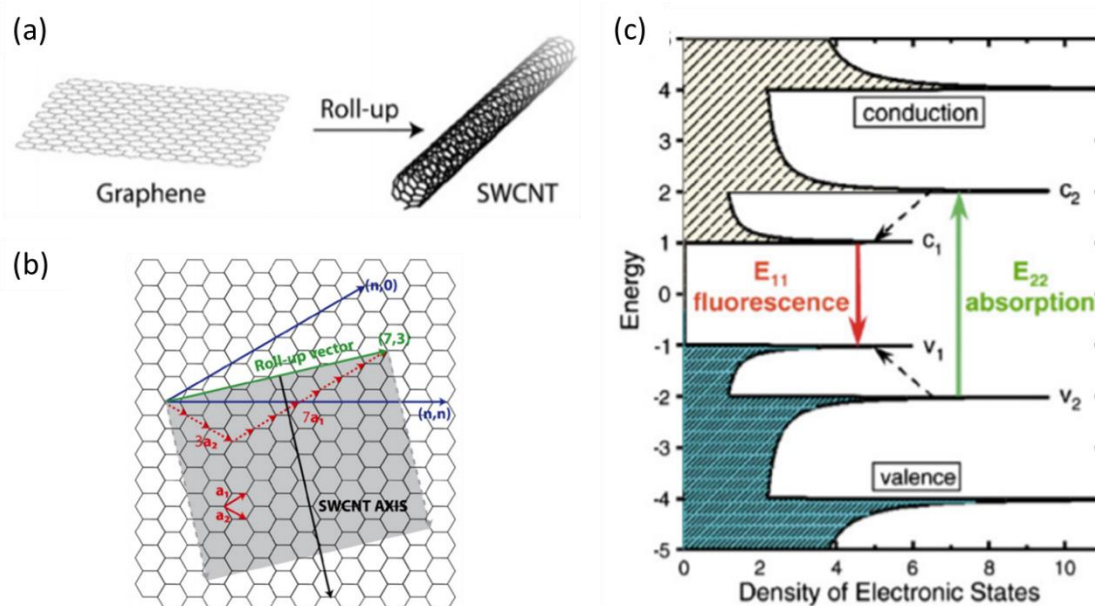 (a)
Graphene
Roll-up
SWCNT
(b)
(n,0)
Roll-up vector
(7,3)
(n,n)
3a₂
7a₁
a₁
a₂
SWCNT AXIS
(c)
Energy
4
3
2
1
0
-1
-2
-3
-4
-5
conduction
C₂
C₁
E₁₁
fluorescence
E₂₂
absorption
V₁
V₂
valence
0 2 4 6 8 10
Density of Electronic States